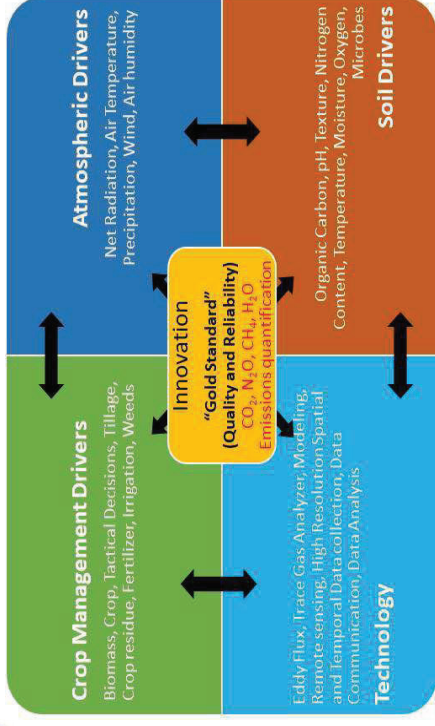 Crop Management Drivers
Biomass, Crop, Tactical Decisions, Tillage,
Crop residue, Fertilizer, Irrigation, Weeds
Atmospheric Drivers
Net Radiation, Air Temperature,
Precipitation, Wind, Air humidity
Innovation
“Gold Standard”
(Quality and Reliability)
CO₂, N₂O, CH₄, H₂O
Emissions quantification
Eddy Flux, Trace Gas Analyzer, Modeling,
Remote sensing, High Resolution Spatial
and Temporal Data collection, Data
Communication, Data Analysis
Technology
Organic Carbon, pH, Texture, Nitrogen
Content, Temperature, Moisture, Oxygen,
Microbes
Soil Drivers